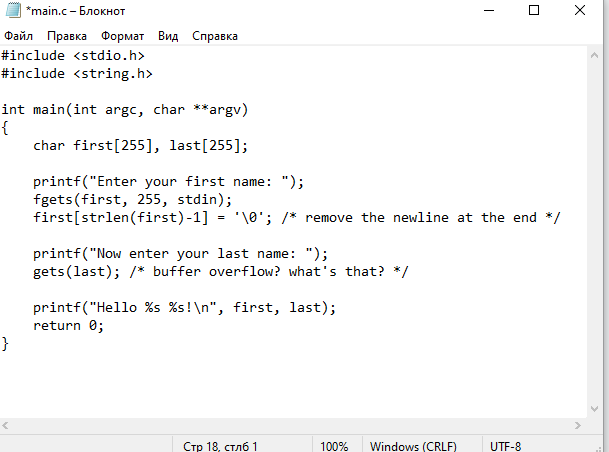 *main.c – Блокнот
Файл Правка Формат Вид Справка
#include <stdio.h>
#include <string.h>
int main(int argc, char **argv)
{
    char first[255], last[255];
    printf("Enter your first name: ");
    fgets(first, 255, stdin);
    first[strlen(first)-1] = '\0'; /* remove the newline at the end */
    printf("Now enter your last name: ");
    gets(last); /* buffer overflow? what's that? */
    printf("Hello %s %s!\n", first, last);
    return 0;
}
Стр 18, стлб 1 100% Windows (CRLF) UTF-8